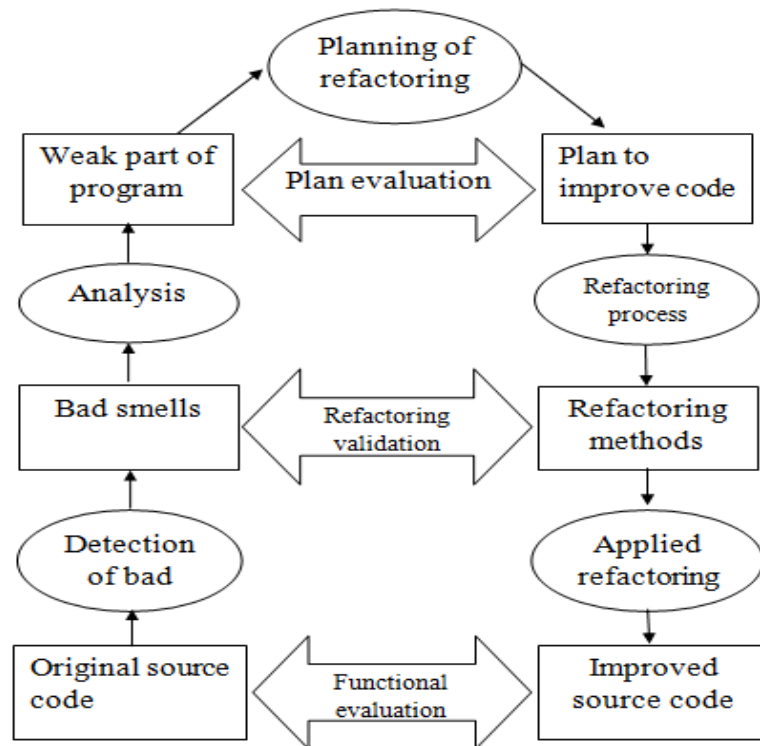 Planning of
refactoring
Weak part of
program
Plan evaluation
Plan to
improve code
Analysis
Refactoring
process
Bad smells
Refactoring
validation
Refactoring
methods
Detection
of bad
Applied
refactoring
Original source
code
Functional
evaluation
Improved
source code